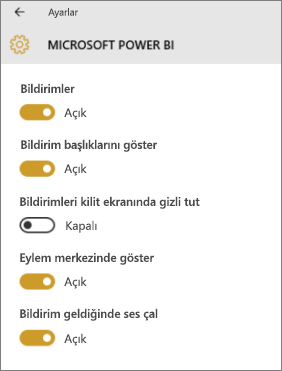 Ayarlar
MICROSOFT POWER BI
Bildirimler
Açık
Bildirim başlıklarını göster
Açık
Bildirimleri kilit ekranında gizli tut
Kapalı
Eylem merkezinde göster
Açık
Bildirim geldiğinde ses çal
Açık